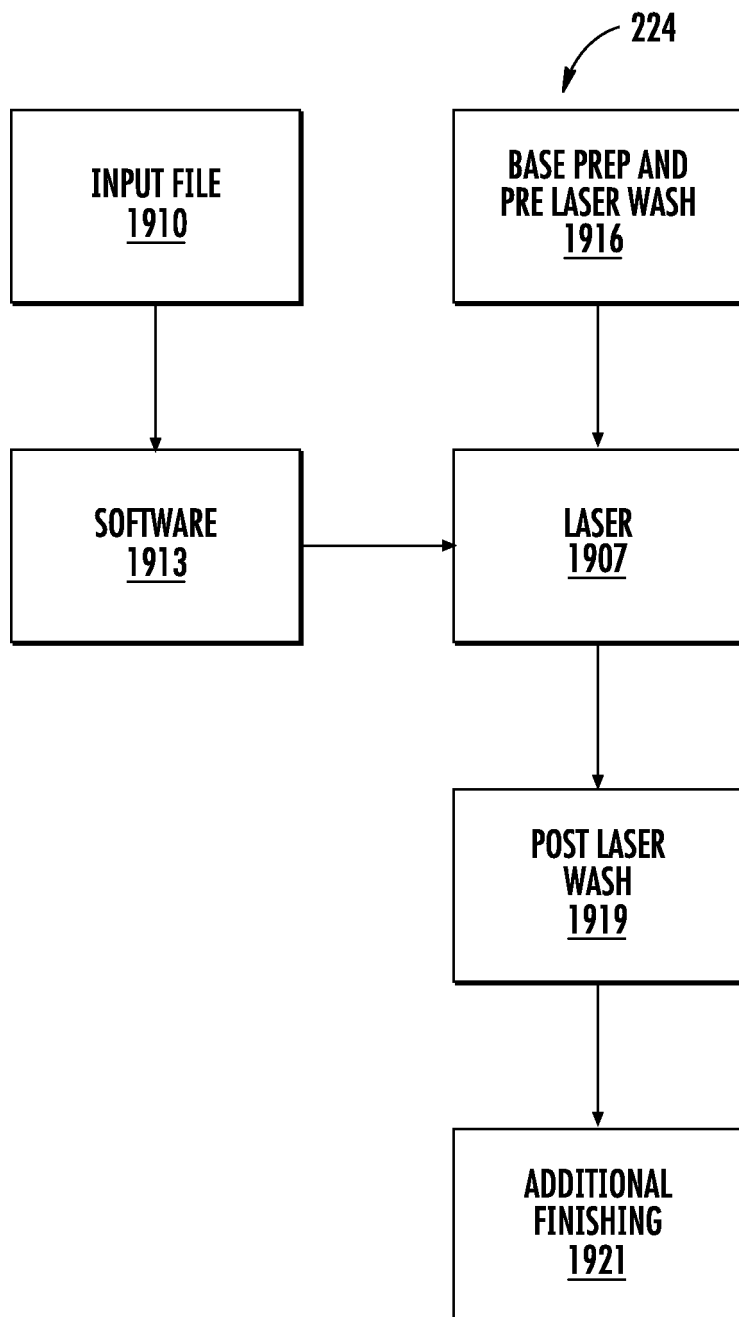 224
INPUT FILE
1910
BASE PREP AND
PRE LASER WASH
1916
SOFTWARE
1913
LASER
1907
POST LASER
WASH
1919
ADDITIONAL
FINISHING
1921